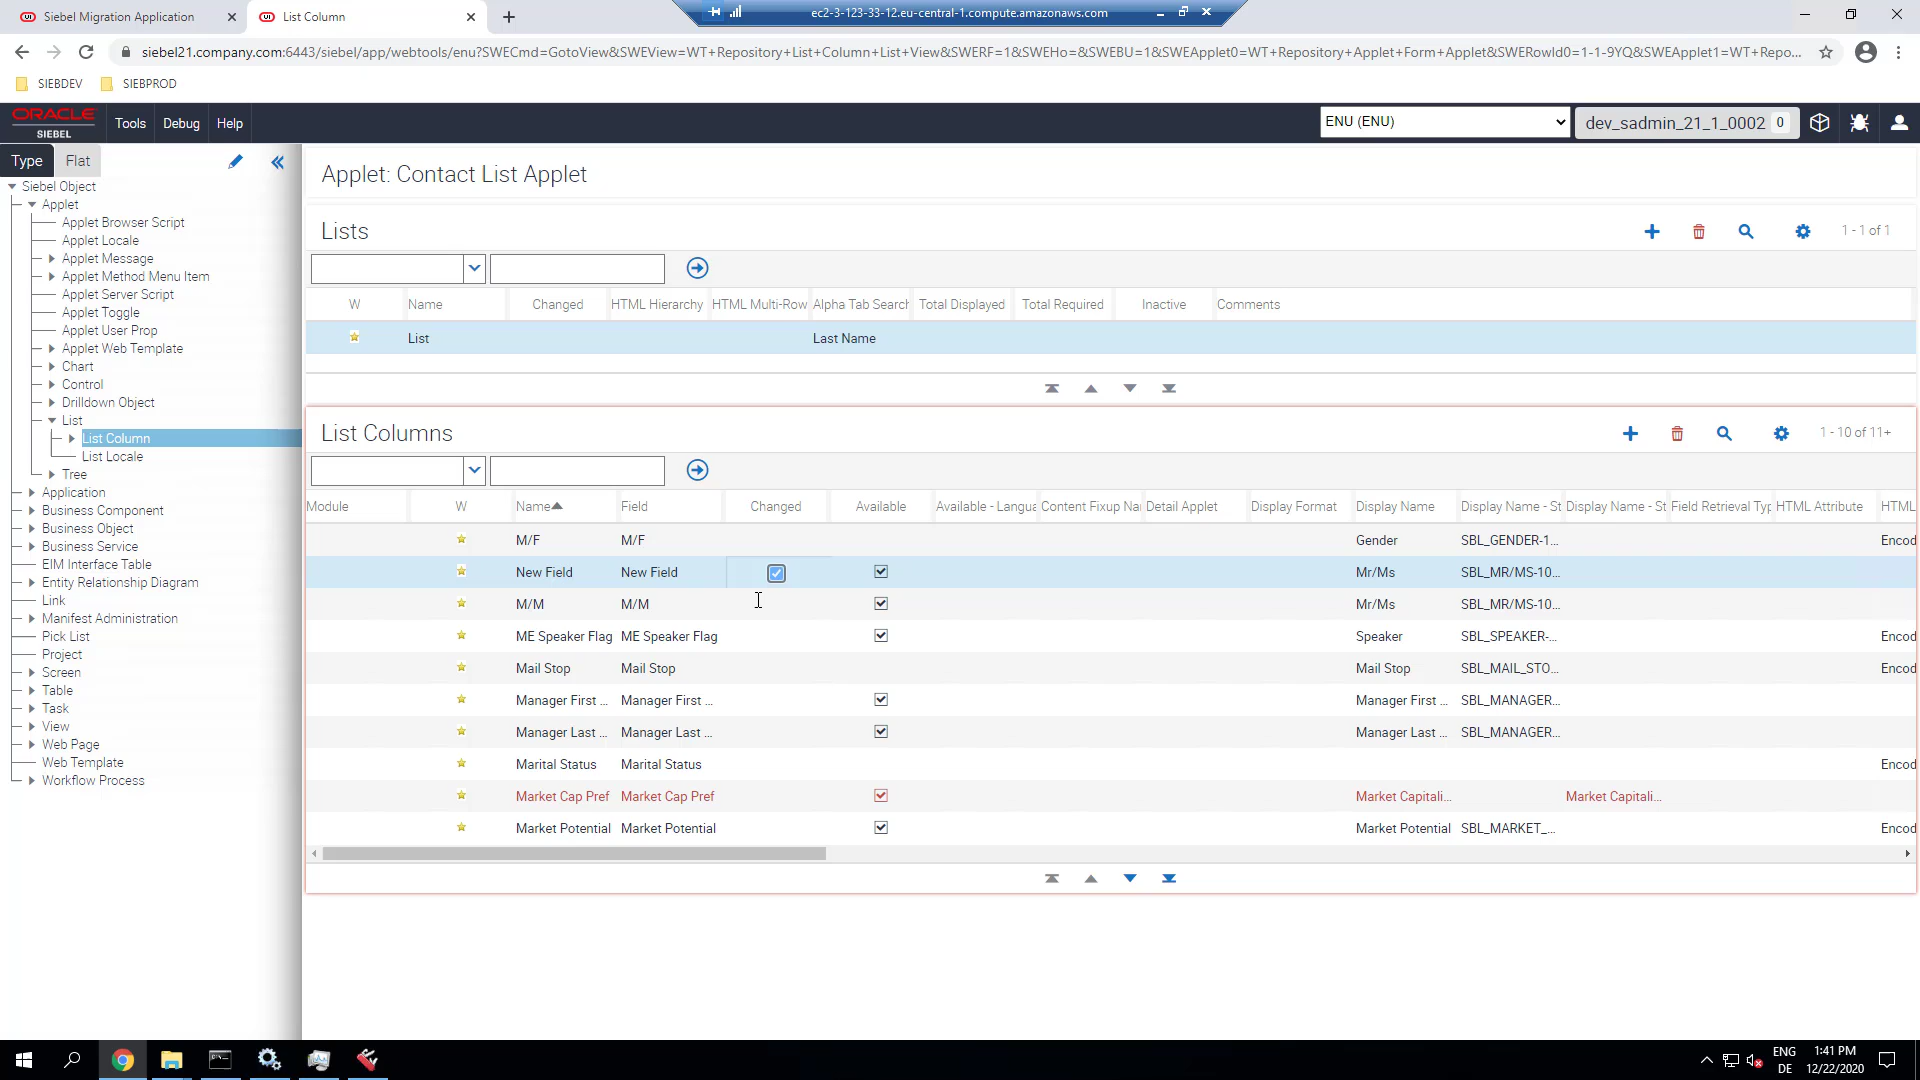 Siebel Migration Application
List Column
ec2-3-123-33-12.eu-central-1.compute.amazonaws.com
siebel21.company.com:6443/siebel/app/webtools/enu?SWECmd=GotoView&SWEView=WT+Repository+List+Column+List+View&SWERF=1&SWEHo=&SWEBU=1&SWEApplet0=WT+Repository+Applet+Form+Applet&SWERowId0=1-1-9YQ&SWEApplet1=WT+Repo...
SIEBDEV SIEBPROD
ORACLE
SIEBEL
Tools Debug Help
ENU (ENU)
dev_sadmin_21_1_0002 0
Type Flat
Siebel Object
Applet
Applet Browser Script
Applet Locale
Applet Message
Applet Method Menu Item
Applet Server Script
Applet Toggle
Applet User Prop
Applet Web Template
Chart
Control
Drilldown Object
List
List Column
List Locale
Tree
Application
Business Component
Business Object
Business Service
EIM Interface Table
Entity Relationship Diagram
Link
Manifest Administration
Pick List
Project
Screen
Table
Task
View
Web Page
Web Template
Workflow Process
Applet: Contact List Applet
Lists
1 - 1 of 1
W Name Changed HTML Hierarchy HTML Multi-Row Alpha Tab Search Total Displayed Total Required Inactive Comments
List Last Name
List Columns
1 - 10 of 11+
Module W Name Field Changed Available Available - Langua Content Fixup Na Detail Applet Display Format Display Name Display Name - St Display Name - St Field Retrieval Typ HTML Attribute HTML
M/F M/F Gender SBL_GENDER-1... Encod
New Field New Field Mr/Ms SBL_MR/MS-10...
M/M M/M Mr/Ms SBL_MR/MS-10...
ME Speaker Flag ME Speaker Flag Speaker SBL_SPEAKER-... Encod
Mail Stop Mail Stop Mail Stop SBL_MAIL_STO... Encod
Manager First ... Manager First ... Manager First ... SBL_MANAGER...
Manager Last ... Manager Last ... Manager Last ... SBL_MANAGER...
Marital Status Marital Status Encod
Market Cap Pref Market Cap Pref Market Capitali... Market Capitali...
Market Potential Market Potential Market Potential SBL_MARKET_... Encod
ENG
DE
1:41 PM
12/22/2020